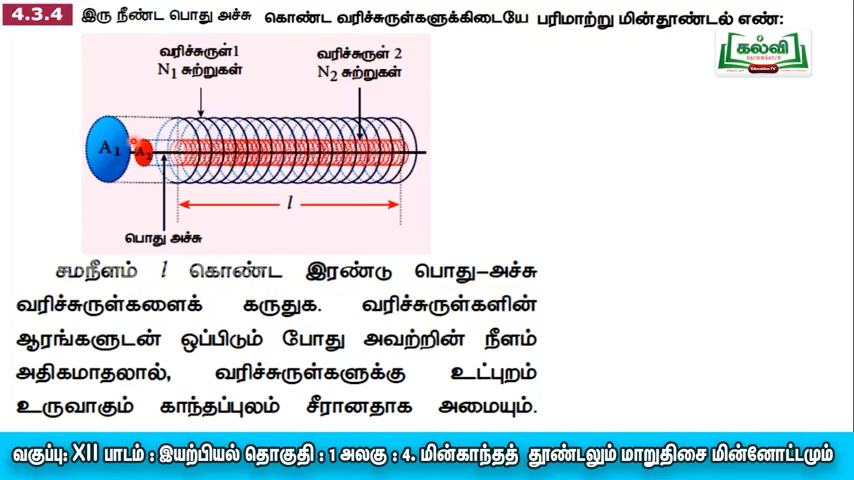 4.3.4 இரு நீண்ட பொது அச்சு கொண்ட வரிச்சுருள்களுக்கிடையே பரிமாற்று மின்தூண்டல் எண்:
கல்வி
தொலைக்காட்சி
Education TV
வரிச்சுருள்1
N1 சுற்றுகள்
வரிச்சுருள் 2
N2 சுற்றுகள்
A1
A2
l
பொது அச்சு
சமநீளம் l கொண்ட இரண்டு பொது–அச்சு
வரிச்சுருள்களைக் கருதுக. வரிச்சுருள்களின்
ஆரங்களுடன் ஒப்பிடும் போது அவற்றின் நீளம்
அதிகமாதலால், வரிச்சுருள்களுக்கு உட்புறம்
உருவாகும் காந்தப்புலம் சீரானதாக அமையும்.
வகுப்பு: XII பாடம் : இயற்பியல் தொகுதி : 1 அலகு : 4. மின்காந்தத் தூண்டலும் மாறுதிசை மின்னோட்டமும்